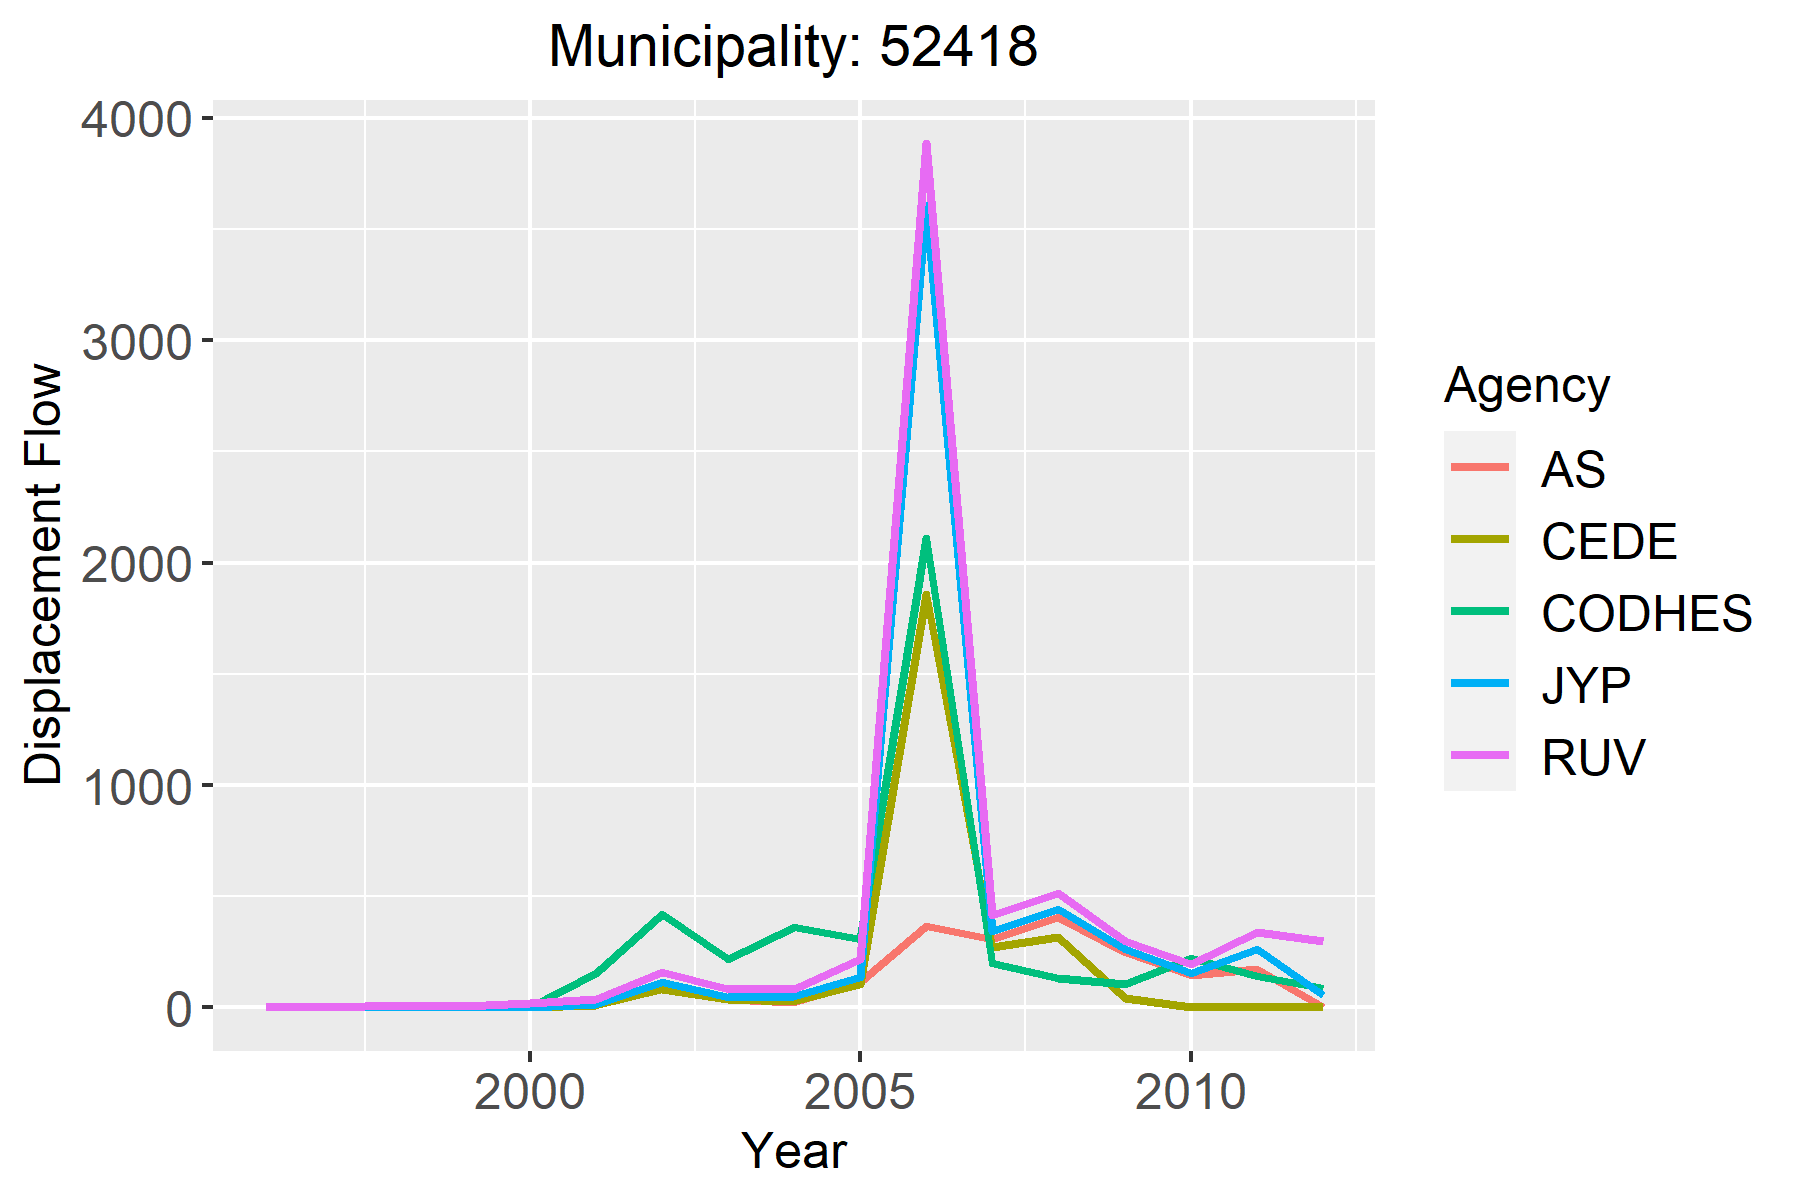 Municipality: 52418
4000
3000
2000
1000
0
Displacement Flow
2000
2005
2010
Year
Agency
AS
CEDE
CODHES
JYP
RUV